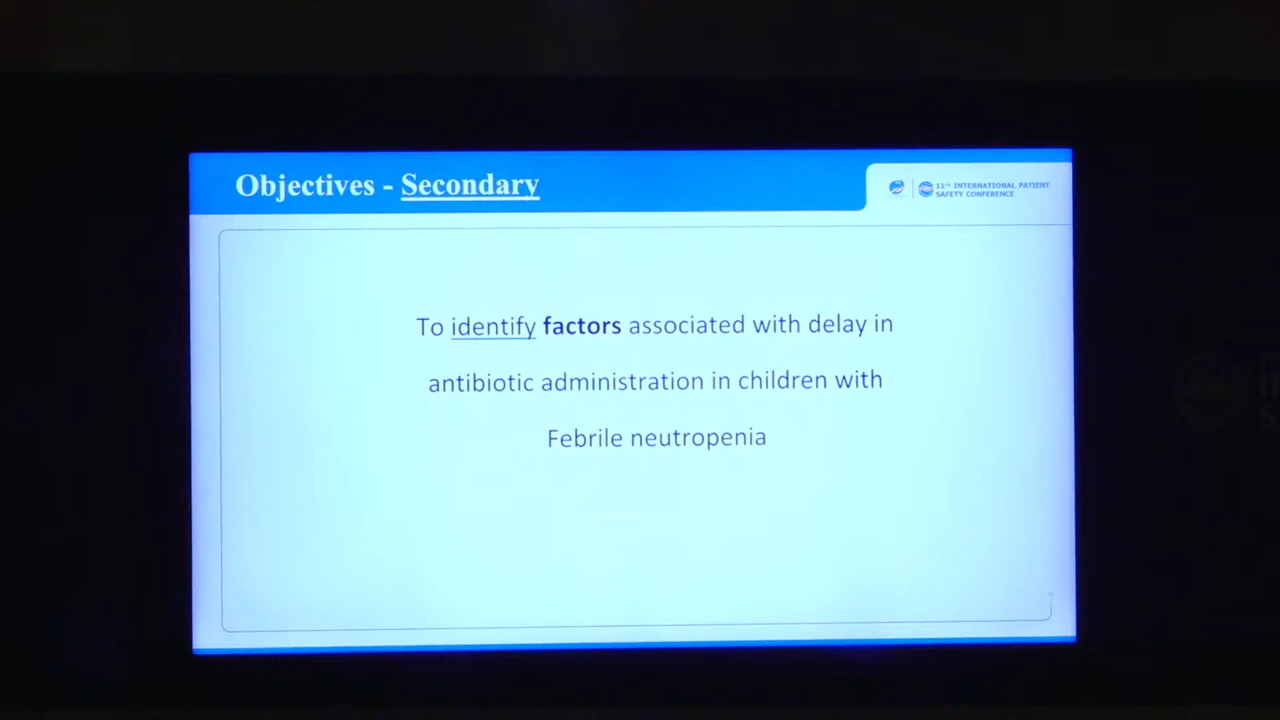 Objectives - Secondary
11TH INTERNATIONAL PATIENT
SAFETY CONFERENCE
To identify factors associated with delay in
antibiotic administration in children with
Febrile neutropenia